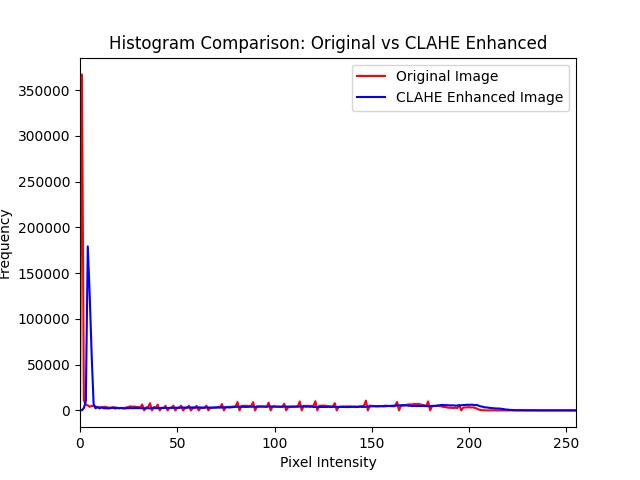 Histogram Comparison: Original vs CLAHE Enhanced
Original Image
CLAHE Enhanced Image
Frequency
350000
300000
250000
200000
150000
100000
50000
0
0 50 100 150 200 250
Pixel Intensity